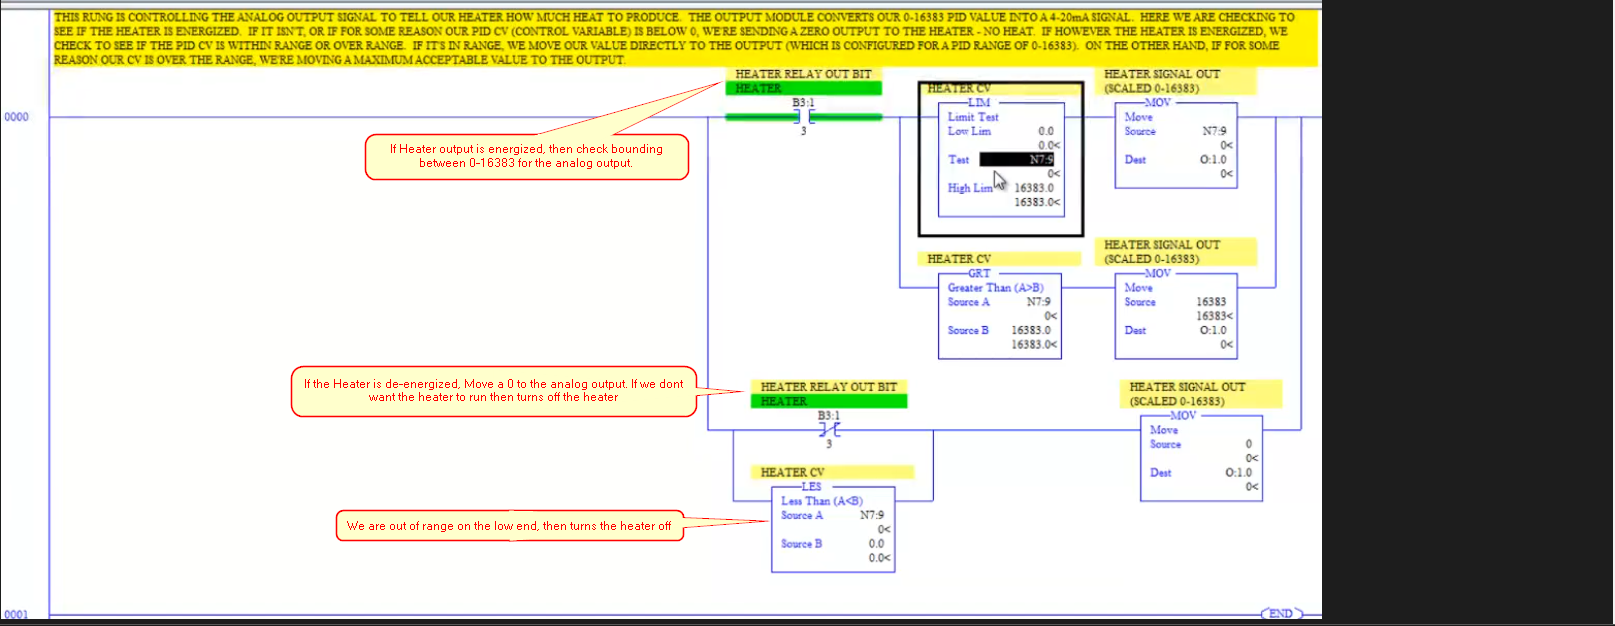 THIS RUNG IS CONTROLLING THE ANALOG OUTPUT SIGNAL TO TELL OUR HEATER HOW MUCH HEAT TO PRODUCE. THE OUTPUT MODULE CONVERTS OUR 0-16383 PID VALUE INTO A 4-20mA SIGNAL. HERE WE ARE CHECKING TO
SEE IF THE HEATER IS ENERGIZED. IF IT ISN'T, OR IF FOR SOME REASON OUR PID CV (CONTROL VARIABLE) IS BELOW 0, WE'RE SENDING A ZERO OUTPUT TO THE HEATER - NO HEAT. IF HOWEVER THE HEATER IS ENERGIZED, WE
CHECK TO SEE IF THE PID CV IS WITHIN RANGE OR OVER RANGE. IF IT'S IN RANGE, WE MOVE OUR VALUE DIRECTLY TO THE OUTPUT (WHICH IS CONFIGURED FOR A PID RANGE OF 0-16383). ON THE OTHER HAND, IF FOR SOME
REASON OUR CV IS OVER THE RANGE, WE'RE MOVING A MAXIMUM ACCEPTABLE VALUE TO THE OUTPUT.
0000
HEATER RELAY OUT BIT
HEATER
B3:1
3
If Heater output is energized, then check bounding
between 0-16383 for the analog output.
HEATER CV
LIM
Limit Test
Low Lim 0.0
0.0<
Test N7:9
0<
High Lim 16383.0
16383.0<
HEATER SIGNAL OUT
(SCALED 0-16383)
MOV
Move
Source N7:9
0<
Dest O:1.0
0<
HEATER CV
GRT
Greater Than (A>B)
Source A N7:9
0<
Source B 16383.0
16383.0<
HEATER SIGNAL OUT
(SCALED 0-16383)
MOV
Move
Source 16383
16383<
Dest O:1.0
0<
If the Heater is de-energized, Move a 0 to the analog output. If we dont
want the heater to run then turns off the heater
HEATER RELAY OUT BIT
HEATER
B3:1
3
HEATER SIGNAL OUT
(SCALED 0-16383)
MOV
Move
Source 0
0<
Dest O:1.0
0<
HEATER CV
LES
Less Than (A<B)
Source A N7:9
0<
Source B 0.0
0.0<
We are out of range on the low end, then turns the heater off
0001
END